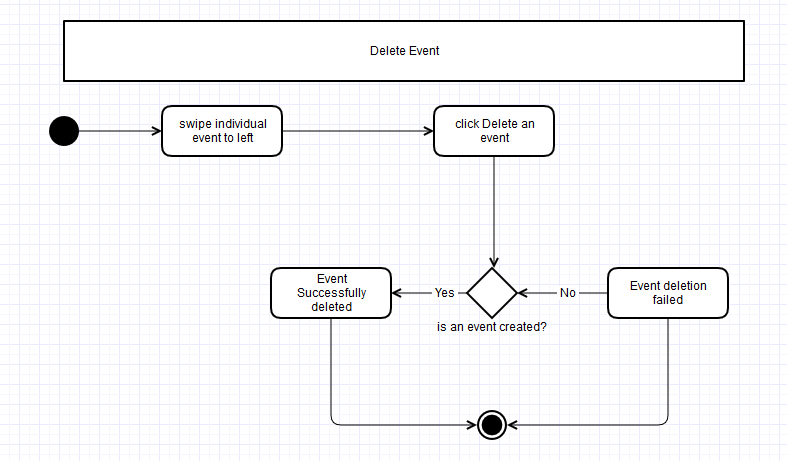 Delete Event
swipe individual
event to left
click Delete an
event
Event
Successfully
deleted
Yes
No
Event deletion
failed
is an event created?